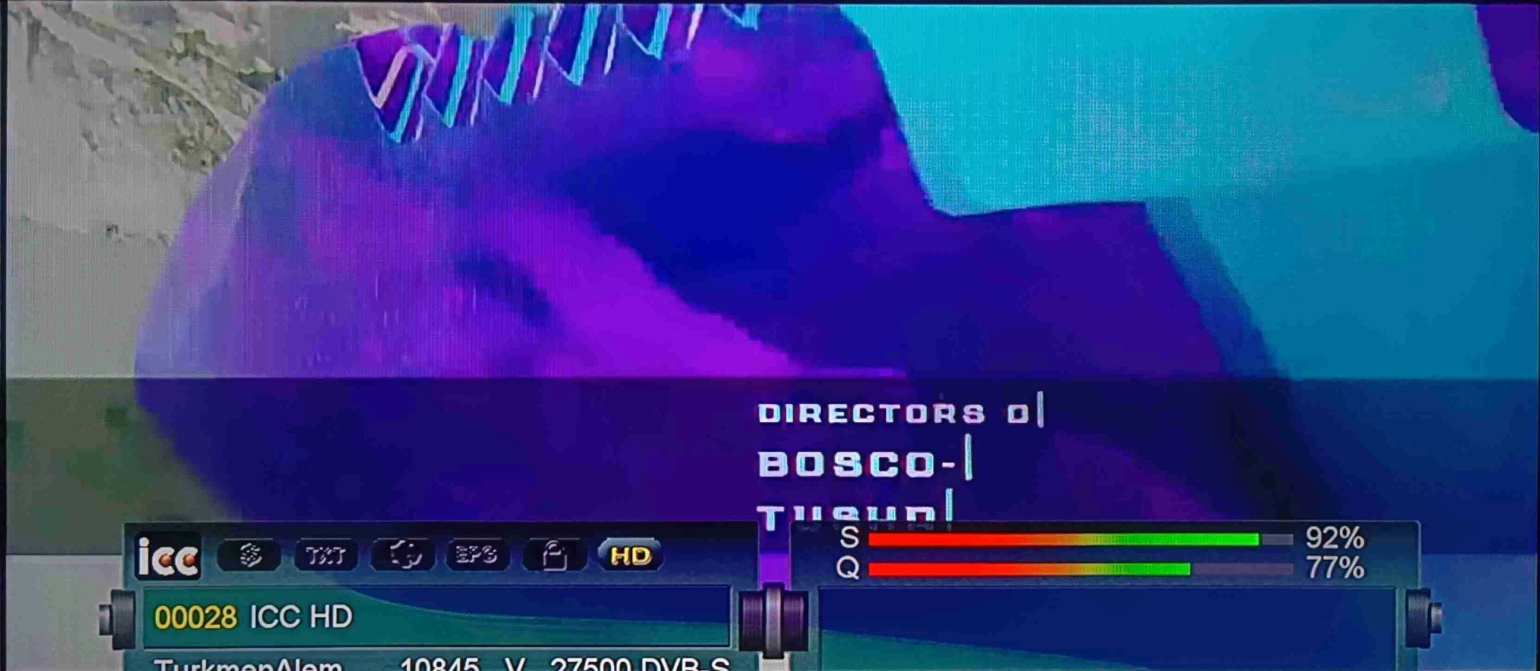 DIRECTORS O
BOSCO-
icc
TXT
EPG
HD
S 92%
Q 77%
00028 ICC HD
TurkmenAlem 10845 V 27500 DVB-S